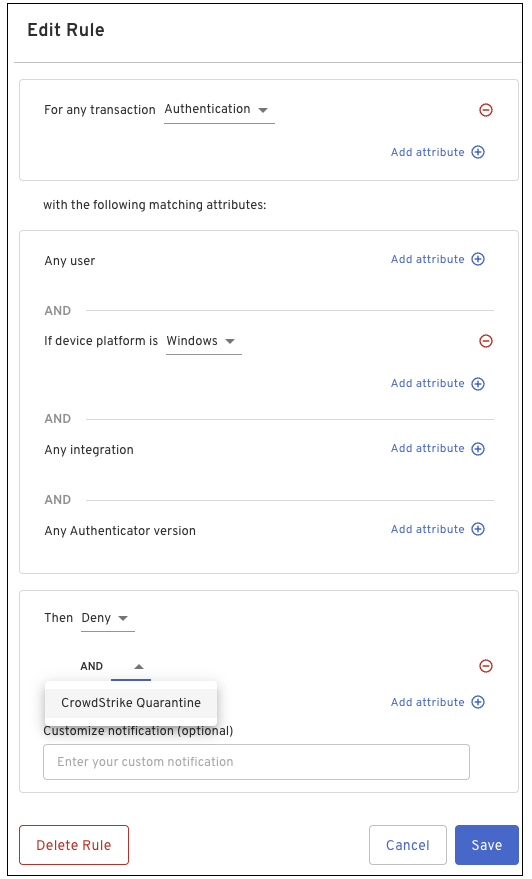 Edit Rule
For any transaction Authentication
Add attribute
with the following matching attributes:
Any user Add attribute
AND
If device platform is Windows
Add attribute
AND
Any integration Add attribute
AND
Any Authenticator version Add attribute
Then Deny
AND
CrowdStrike Quarantine Add attribute
Customize notification (optional)
Enter your custom notification
Delete Rule Cancel Save